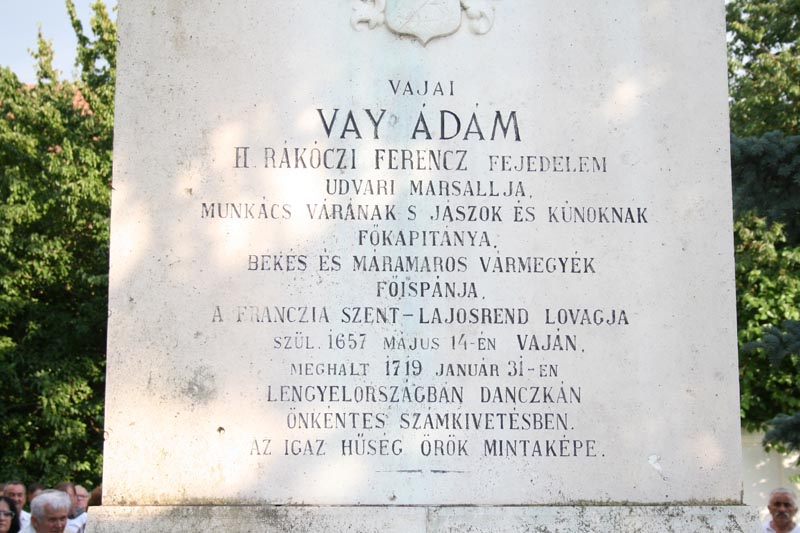 VAJAI
VAY ÁDÁM
II. RÁKÓCZI FERENCZ FEJEDELEM
UDVARI MARSALLJA,
MUNKÁCS VÁRÁNAK S JÁSZOK ÉS KÚNOKNAK
FŐKAPITÁNYA,
BÉKÉS ÉS MÁRAMAROS VÁRMEGYÉK
FŐISPÁNJA,
A FRANCZIA SZENT-LAJOSREND LOVAGJA
SZÜL. 1657 MÁJUS 14-ÉN VAJÁN,
MEGHALT 1719 JANUÁR 31-ÉN
LENGYELORSZÁGBAN DANCZKÁN
ÖNKÉNTES SZÁMKIVETÉSBEN.
AZ IGAZ HŰSÉG ÖRÖK MINTAKÉPE.